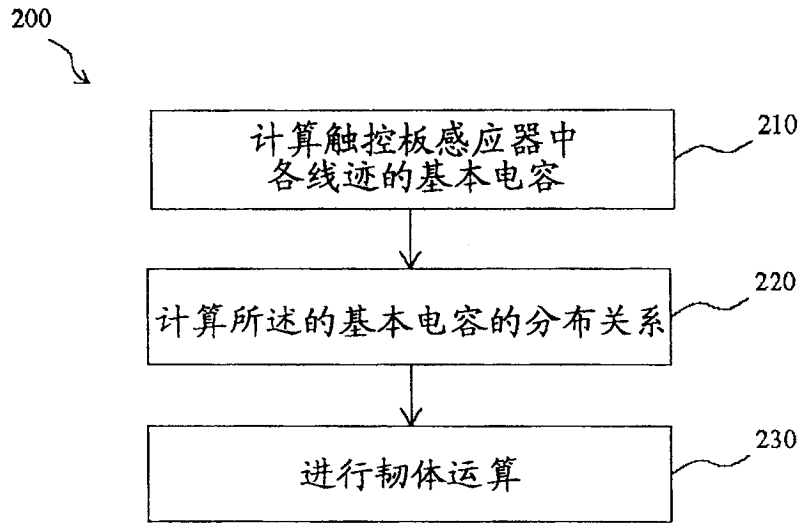 200
计算触控板感应器中
各线迹的基本电容
210
计算所述的基本电容的分布关系
220
进行韧体运算
230